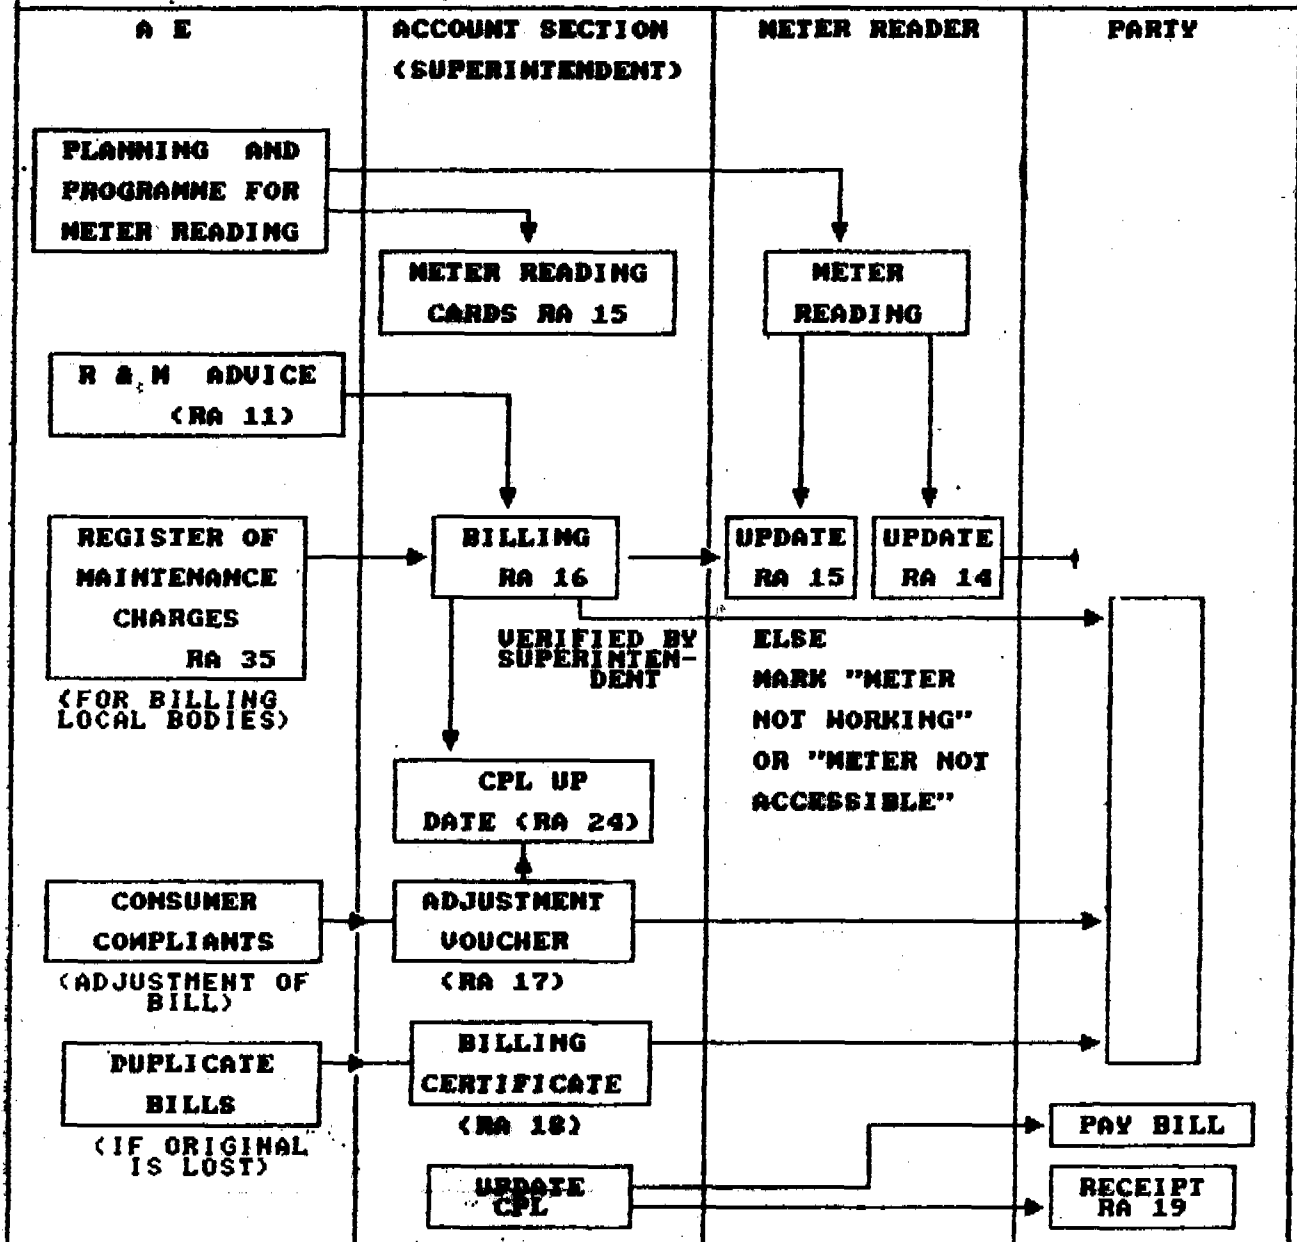 A E
ACCOUNT SECTION
(SUPERINTENDENT)
METER READER
PARTY
PLANNING AND
PROGRAMME FOR
METER READING
METER READING
CARDS RA 15
METER
READING
R & M ADVICE
(RA 11)
REGISTER OF
MAINTENANCE
CHARGES
RA 35
(FOR BILLING
LOCAL BODIES)
BILLING
RA 16
UPDATE
RA 15
UPDATE
RA 14
VERIFIED BY
SUPERINTEN-
DENT
ELSE
MARK "METER
NOT WORKING"
OR "METER NOT
ACCESSIBLE"
CPL UP
DATE (RA 24)
CONSUMER
COMPLIANTS
(ADJUSTMENT OF
BILL)
ADJUSTMENT
VOUCHER
(RA 17)
DUPLICATE
BILLS
(IF ORIGINAL
IS LOST)
BILLING
CERTIFICATE
(RA 18)
UPDATE
CPL
PAY BILL
RECEIPT
RA 19